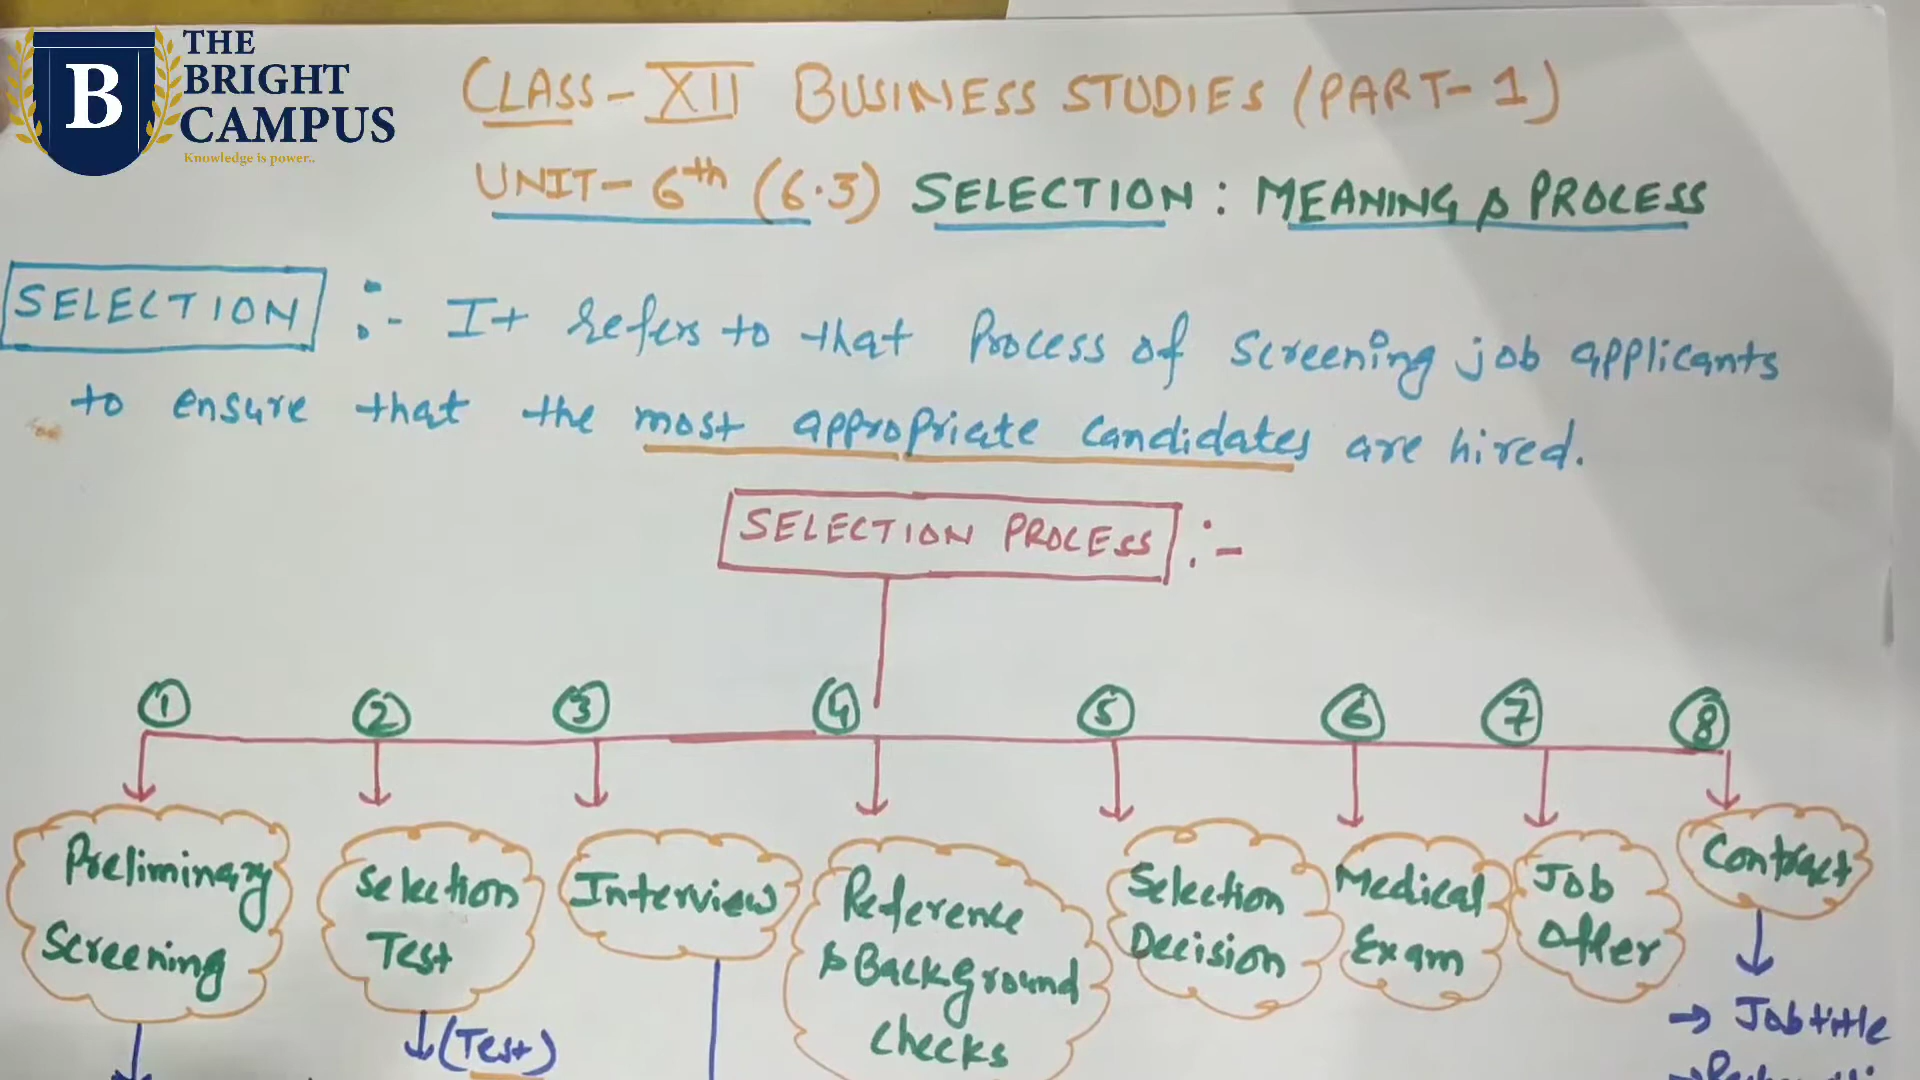 B
THE
BRIGHT
CAMPUS
Knowledge is power..
CLASS-XII BUSINESS STUDIES (PART-1)
UNIT-6th (6.3) SELECTION: MEANING & PROCESS
SELECTION :- It refers to that Process of screening job applicants
to ensure that the most appropriate candidates are hired.
SELECTION PROCESS :-
1 2 3 4 5 6 7 8
Preliminary
Screening
Selection
Test
Interview
Reference
& Background
checks
Selection
Decision
Medical
Exam
Job
Offer
Contract
(Test)
→ Job title